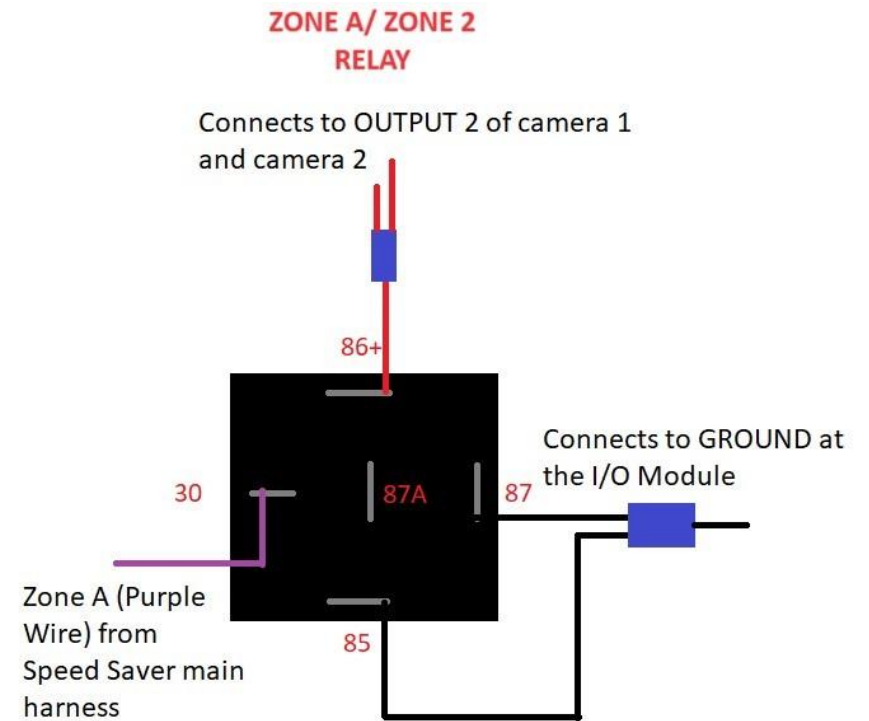 ZONE A/ ZONE 2
RELAY
Connects to OUTPUT 2 of camera 1
and camera 2
86+
Connects to GROUND at
the I/O Module
30
87A
87
Zone A (Purple
Wire) from
Speed Saver main
harness
85